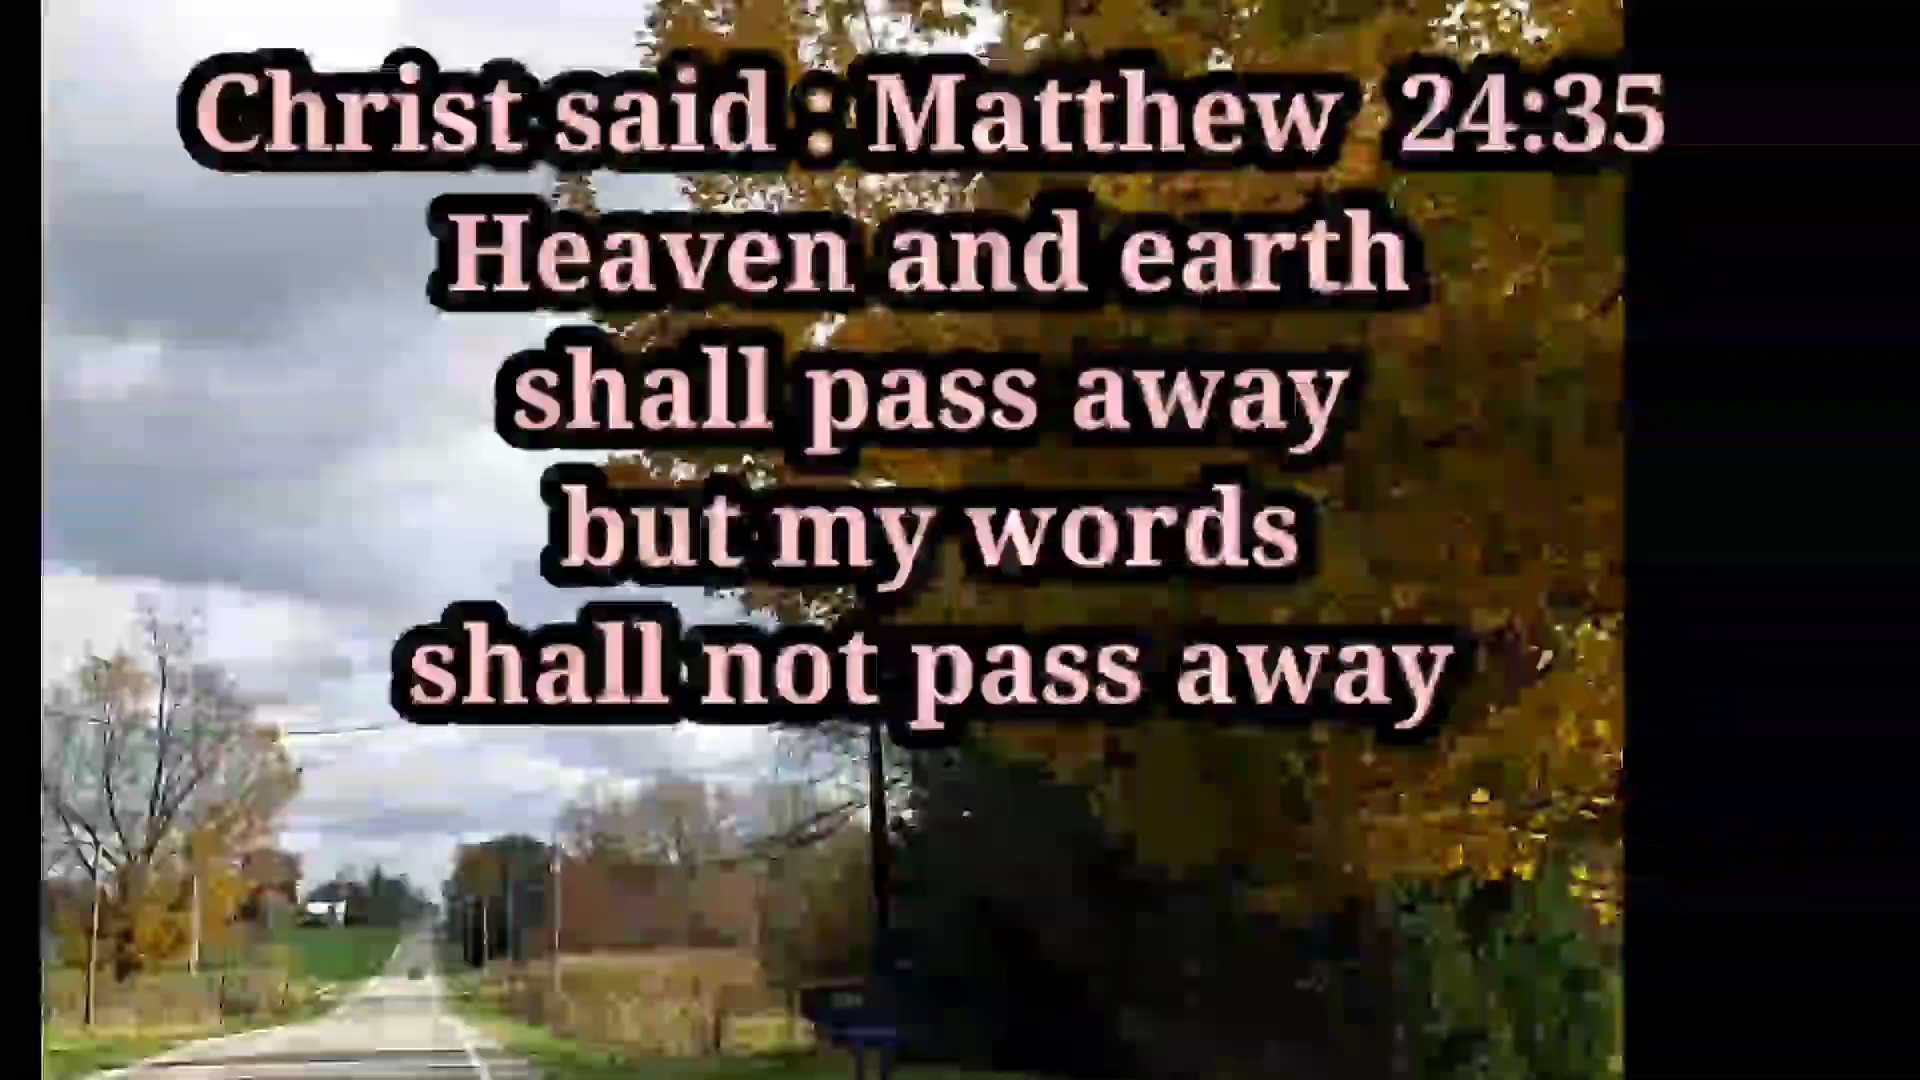 Christ said : Matthew 24:35
Heaven and earth
shall pass away
but my words
shall not pass away